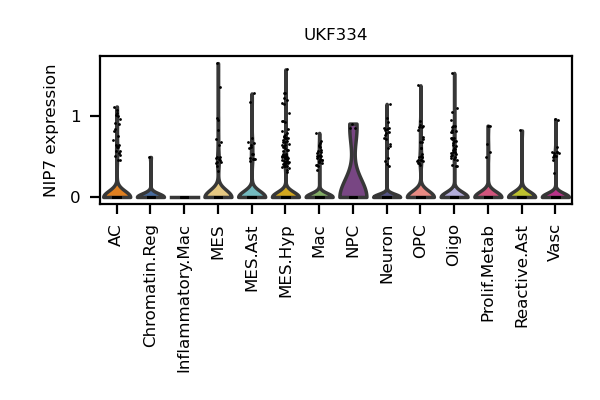 UKF334
NIP7 expression
1
0
AC
Chromatin.Reg
Inflammatory.Mac
MES
MES.Ast
MES.Hyp
Mac
NPC
Neuron
OPC
Oligo
Prolif.Metab
Reactive.Ast
Vasc